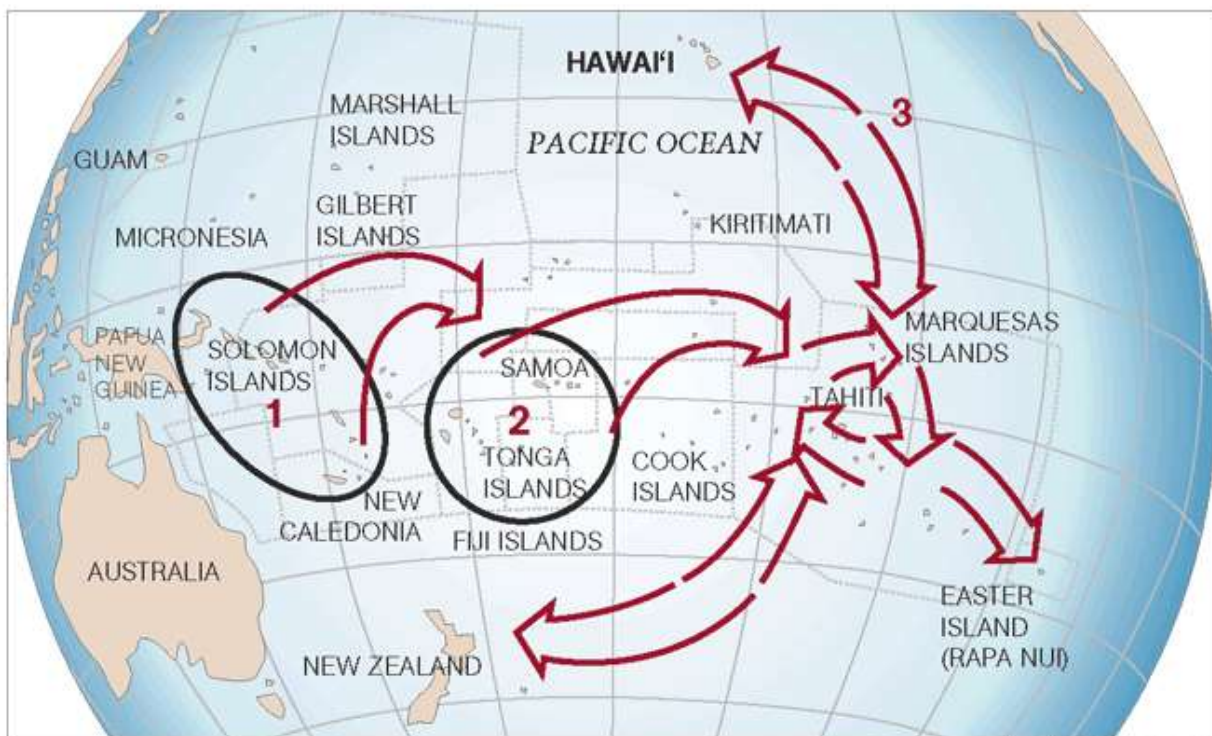 HAWAI‘I
3
MARSHALL
ISLANDS
PACIFIC OCEAN
GUAM
GILBERT
ISLANDS
KIRITIMATI
MICRONESIA
PAPUA
NEW
GUINEA
SOLOMON
ISLANDS
1
SAMOA
2
TONGA
ISLANDS
MARQUESAS
ISLANDS
TAHITI
COOK
ISLANDS
NEW
CALEDONIA
FIJI ISLANDS
AUSTRALIA
NEW ZEALAND
EASTER
ISLAND
(RAPA NUI)